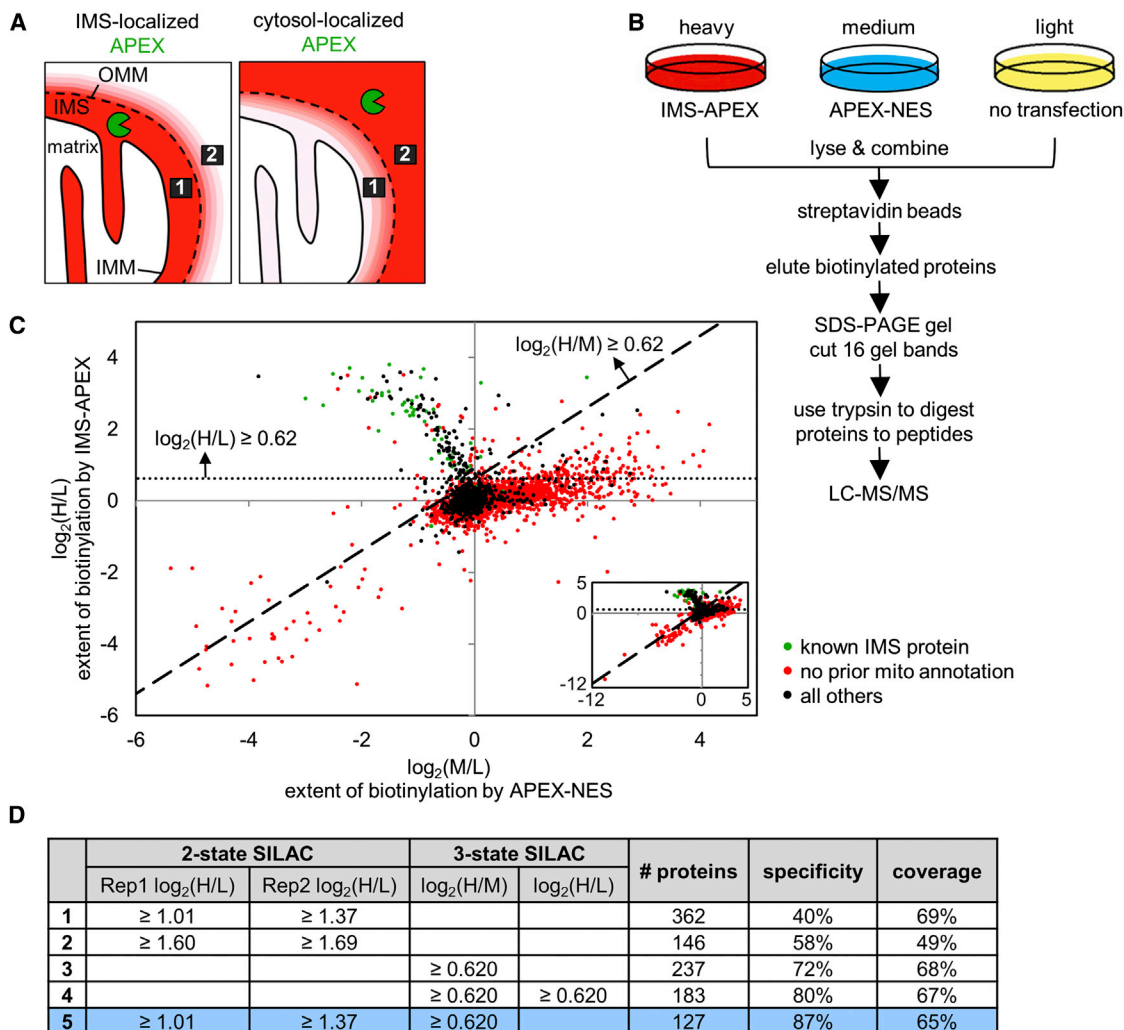 A
IMS-localized
APEX
cytosol-localized
APEX
OMM
IMS
matrix
2
1
IMM
2
1
B
heavy
medium
light
IMS-APEX
APEX-NES
no transfection
lyse & combine
streptavidin beads
elute biotinylated proteins
SDS-PAGE gel
cut 16 gel bands
use trypsin to digest
proteins to peptides
LC-MS/MS
C
log2(H/L)
extent of biotinylation by IMS-APEX
4
2
0
-2
-4
-6
log2(H/M) ≥ 0.62
log2(H/L) ≥ 0.62
5
0
-12
-12 0 5
-6 -4 -2 0 2 4
log2(M/L)
extent of biotinylation by APEX-NES
known IMS protein
no prior mito annotation
all others
D
2-state SILAC 3-state SILAC # proteins specificity coverage
Rep1 log2(H/L) Rep2 log2(H/L) log2(H/M) log2(H/L)
1 ≥ 1.01 ≥ 1.37 362 40% 69%
2 ≥ 1.60 ≥ 1.69 146 58% 49%
3 ≥ 0.620 237 72% 68%
4 ≥ 0.620 ≥ 0.620 183 80% 67%
5 ≥ 1.01 ≥ 1.37 ≥ 0.620 127 87% 65%